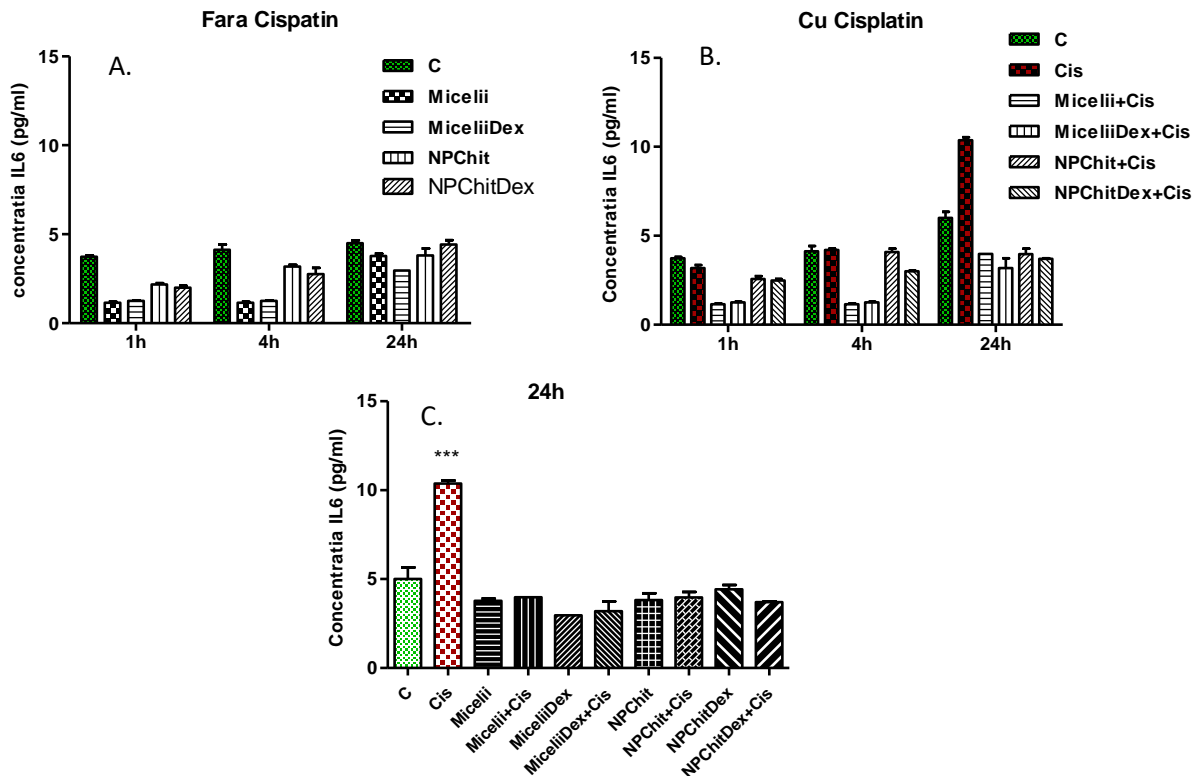 Fara Cispatin
A.
15
10
5
0
concentratia IL6 (pg/ml)
1h
4h
24h
C
Micelii
MiceliiDex
NPChit
NPChitDex
Cu Cisplatin
B.
15
10
5
0
Concentratia IL6 (pg/ml)
1h
4h
24h
C
Cis
Micelii+Cis
MiceliiDex+Cis
NPChit+Cis
NPChitDex+Cis
24h
C.
15
10
5
0
Concentratia IL6 (pg/ml)
***
C
Cis
Micelii
Micelii+Cis
MiceliiDex
MiceliiDex+Cis
NPChit
NPChit+Cis
NPChitDex
NPChitDex+Cis